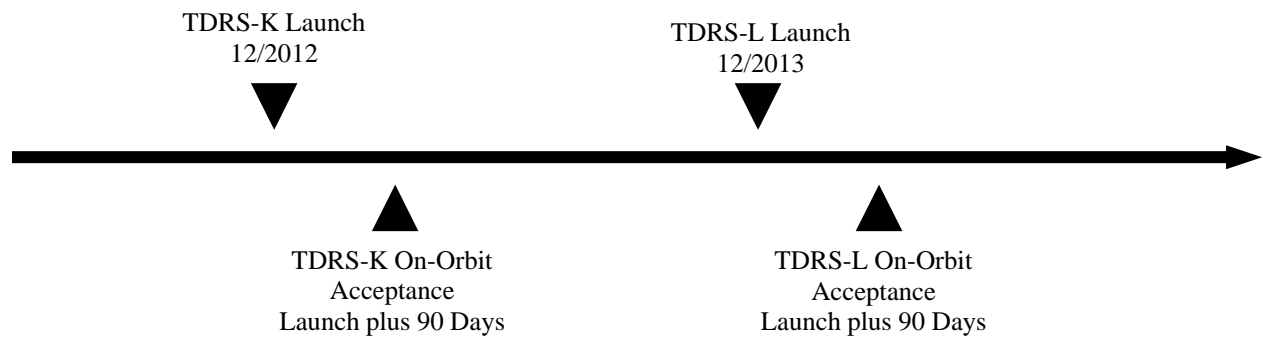 TDRS-K Launch
12/2012
TDRS-L Launch
12/2013
TDRS-K On-Orbit
Acceptance
Launch plus 90 Days
TDRS-L On-Orbit
Acceptance
Launch plus 90 Days